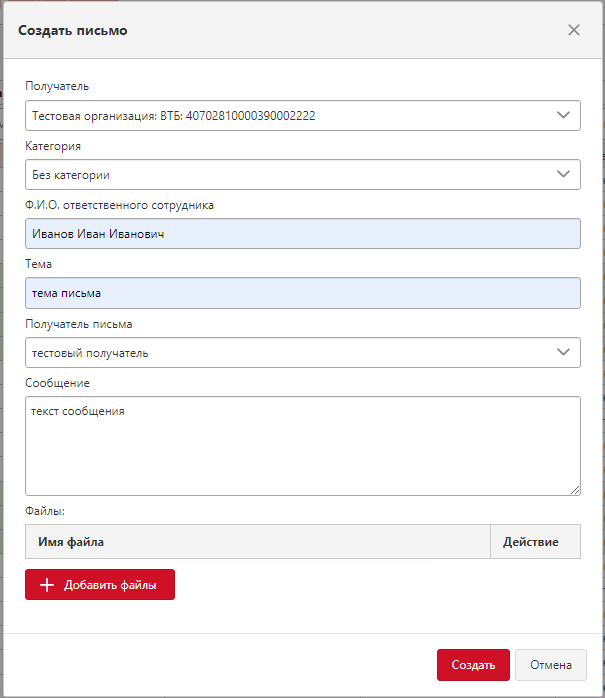 Создать письмо
Получатель
Тестовая организация: ВТБ: 40702810000390002222
Категория
Без категории
Ф.И.О. ответственного сотрудника
Иванов Иван Иванович
Тема
тема письма
Получатель письма
тестовый получатель
Сообщение
текст сообщения
Файлы:
Имя файла Действие
Добавить файлы
Создать Отмена